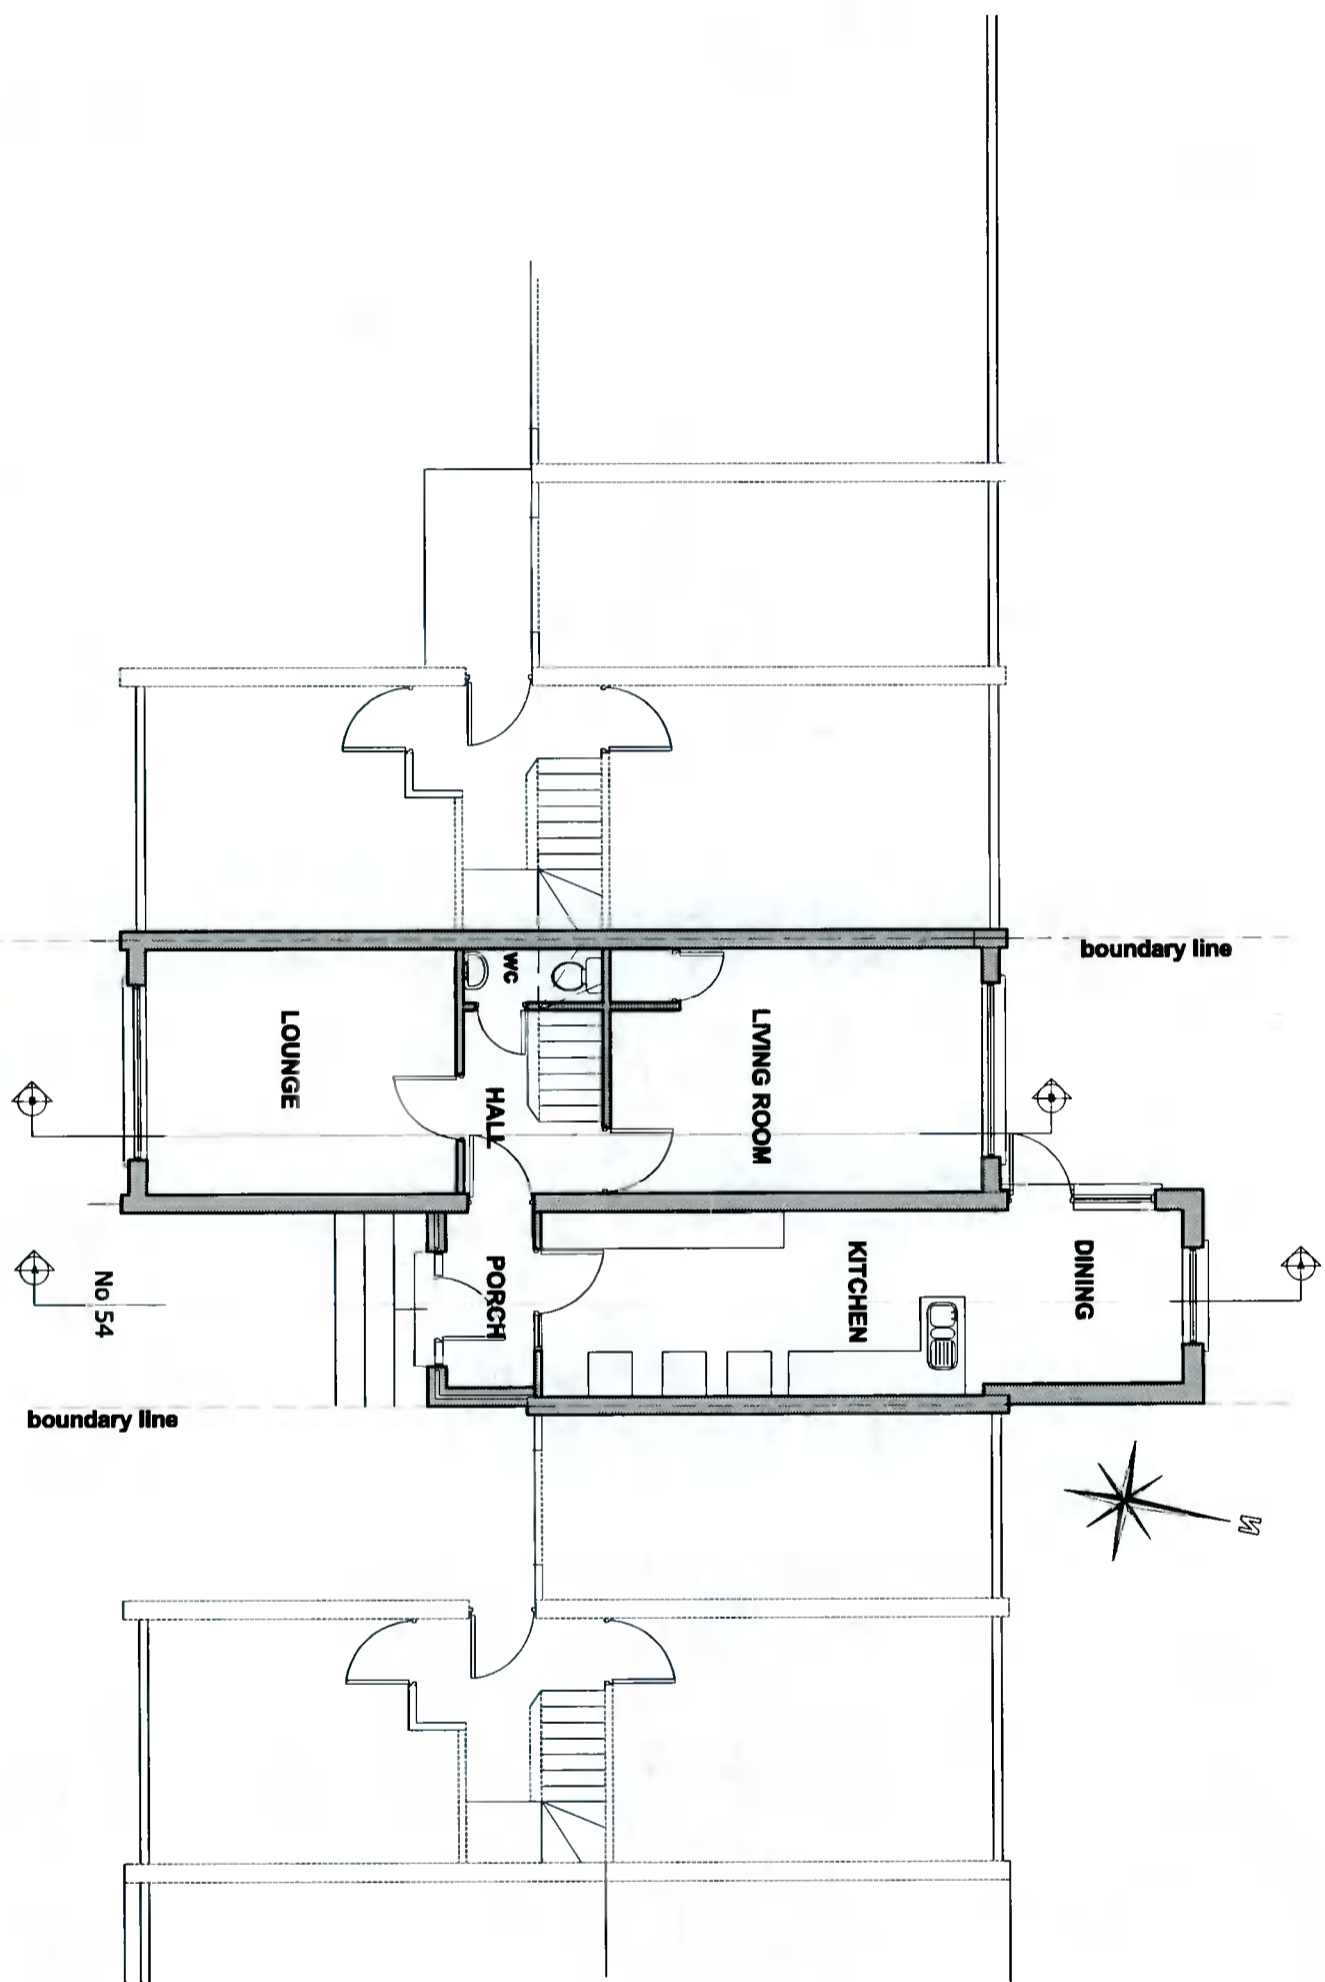 boundary line
WC
LOUNGE
LIVING ROOM
HALL
PORCH
KITCHEN
DINING
No 54
boundary line
N